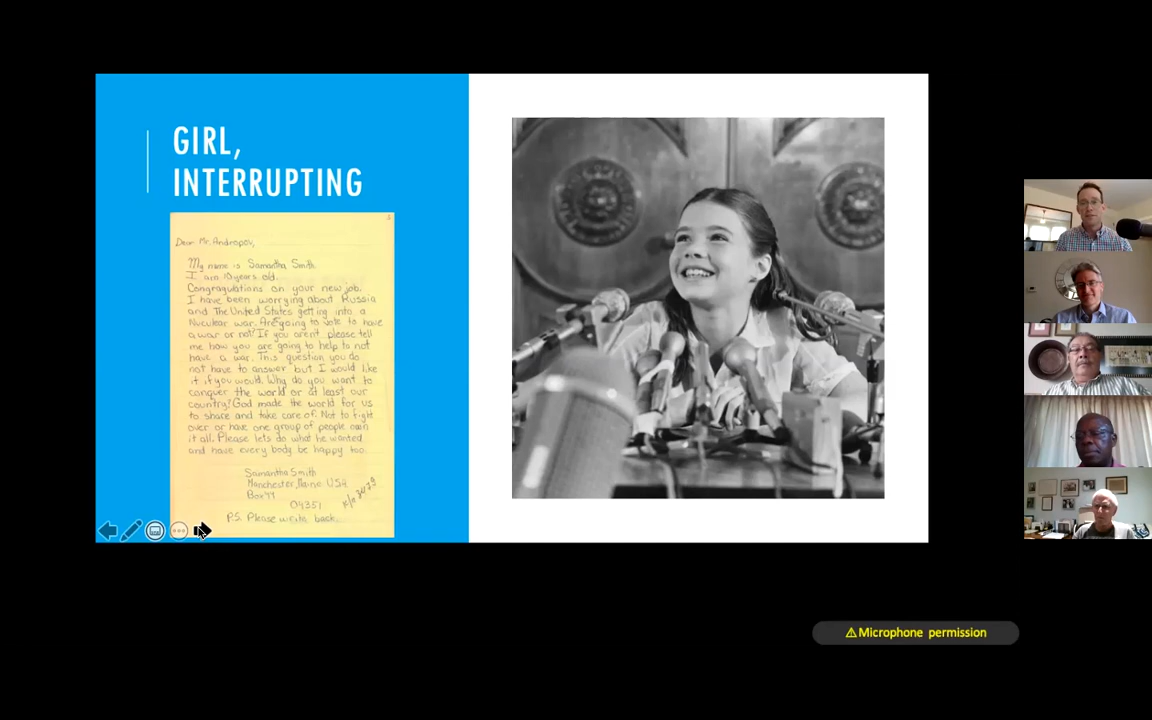 GIRL,
INTERRUPTING
Dear Mr. Andropov,
My name is Samantha Smith.
I am 10 years old.
Congragulations on your new job.
I have been worrying about Russia
and The United States getting into a
Nucular war. Are going to vote to have
a war or not? If you aren't please tell
me how you are going to help to not
have a war. This question you do
not have to answer but I would like
it if you would. Why do you want to
conquer the world or at least our
country? God made the world for us
to share and take care of. Not to fight
over or have one group of people own
it all. Please lets do what he wanted
and have every body be happy too.
Samantha Smith
Manchester, Maine USA
Box 44
04351
P.S. Please write back.
⚠Microphone permission